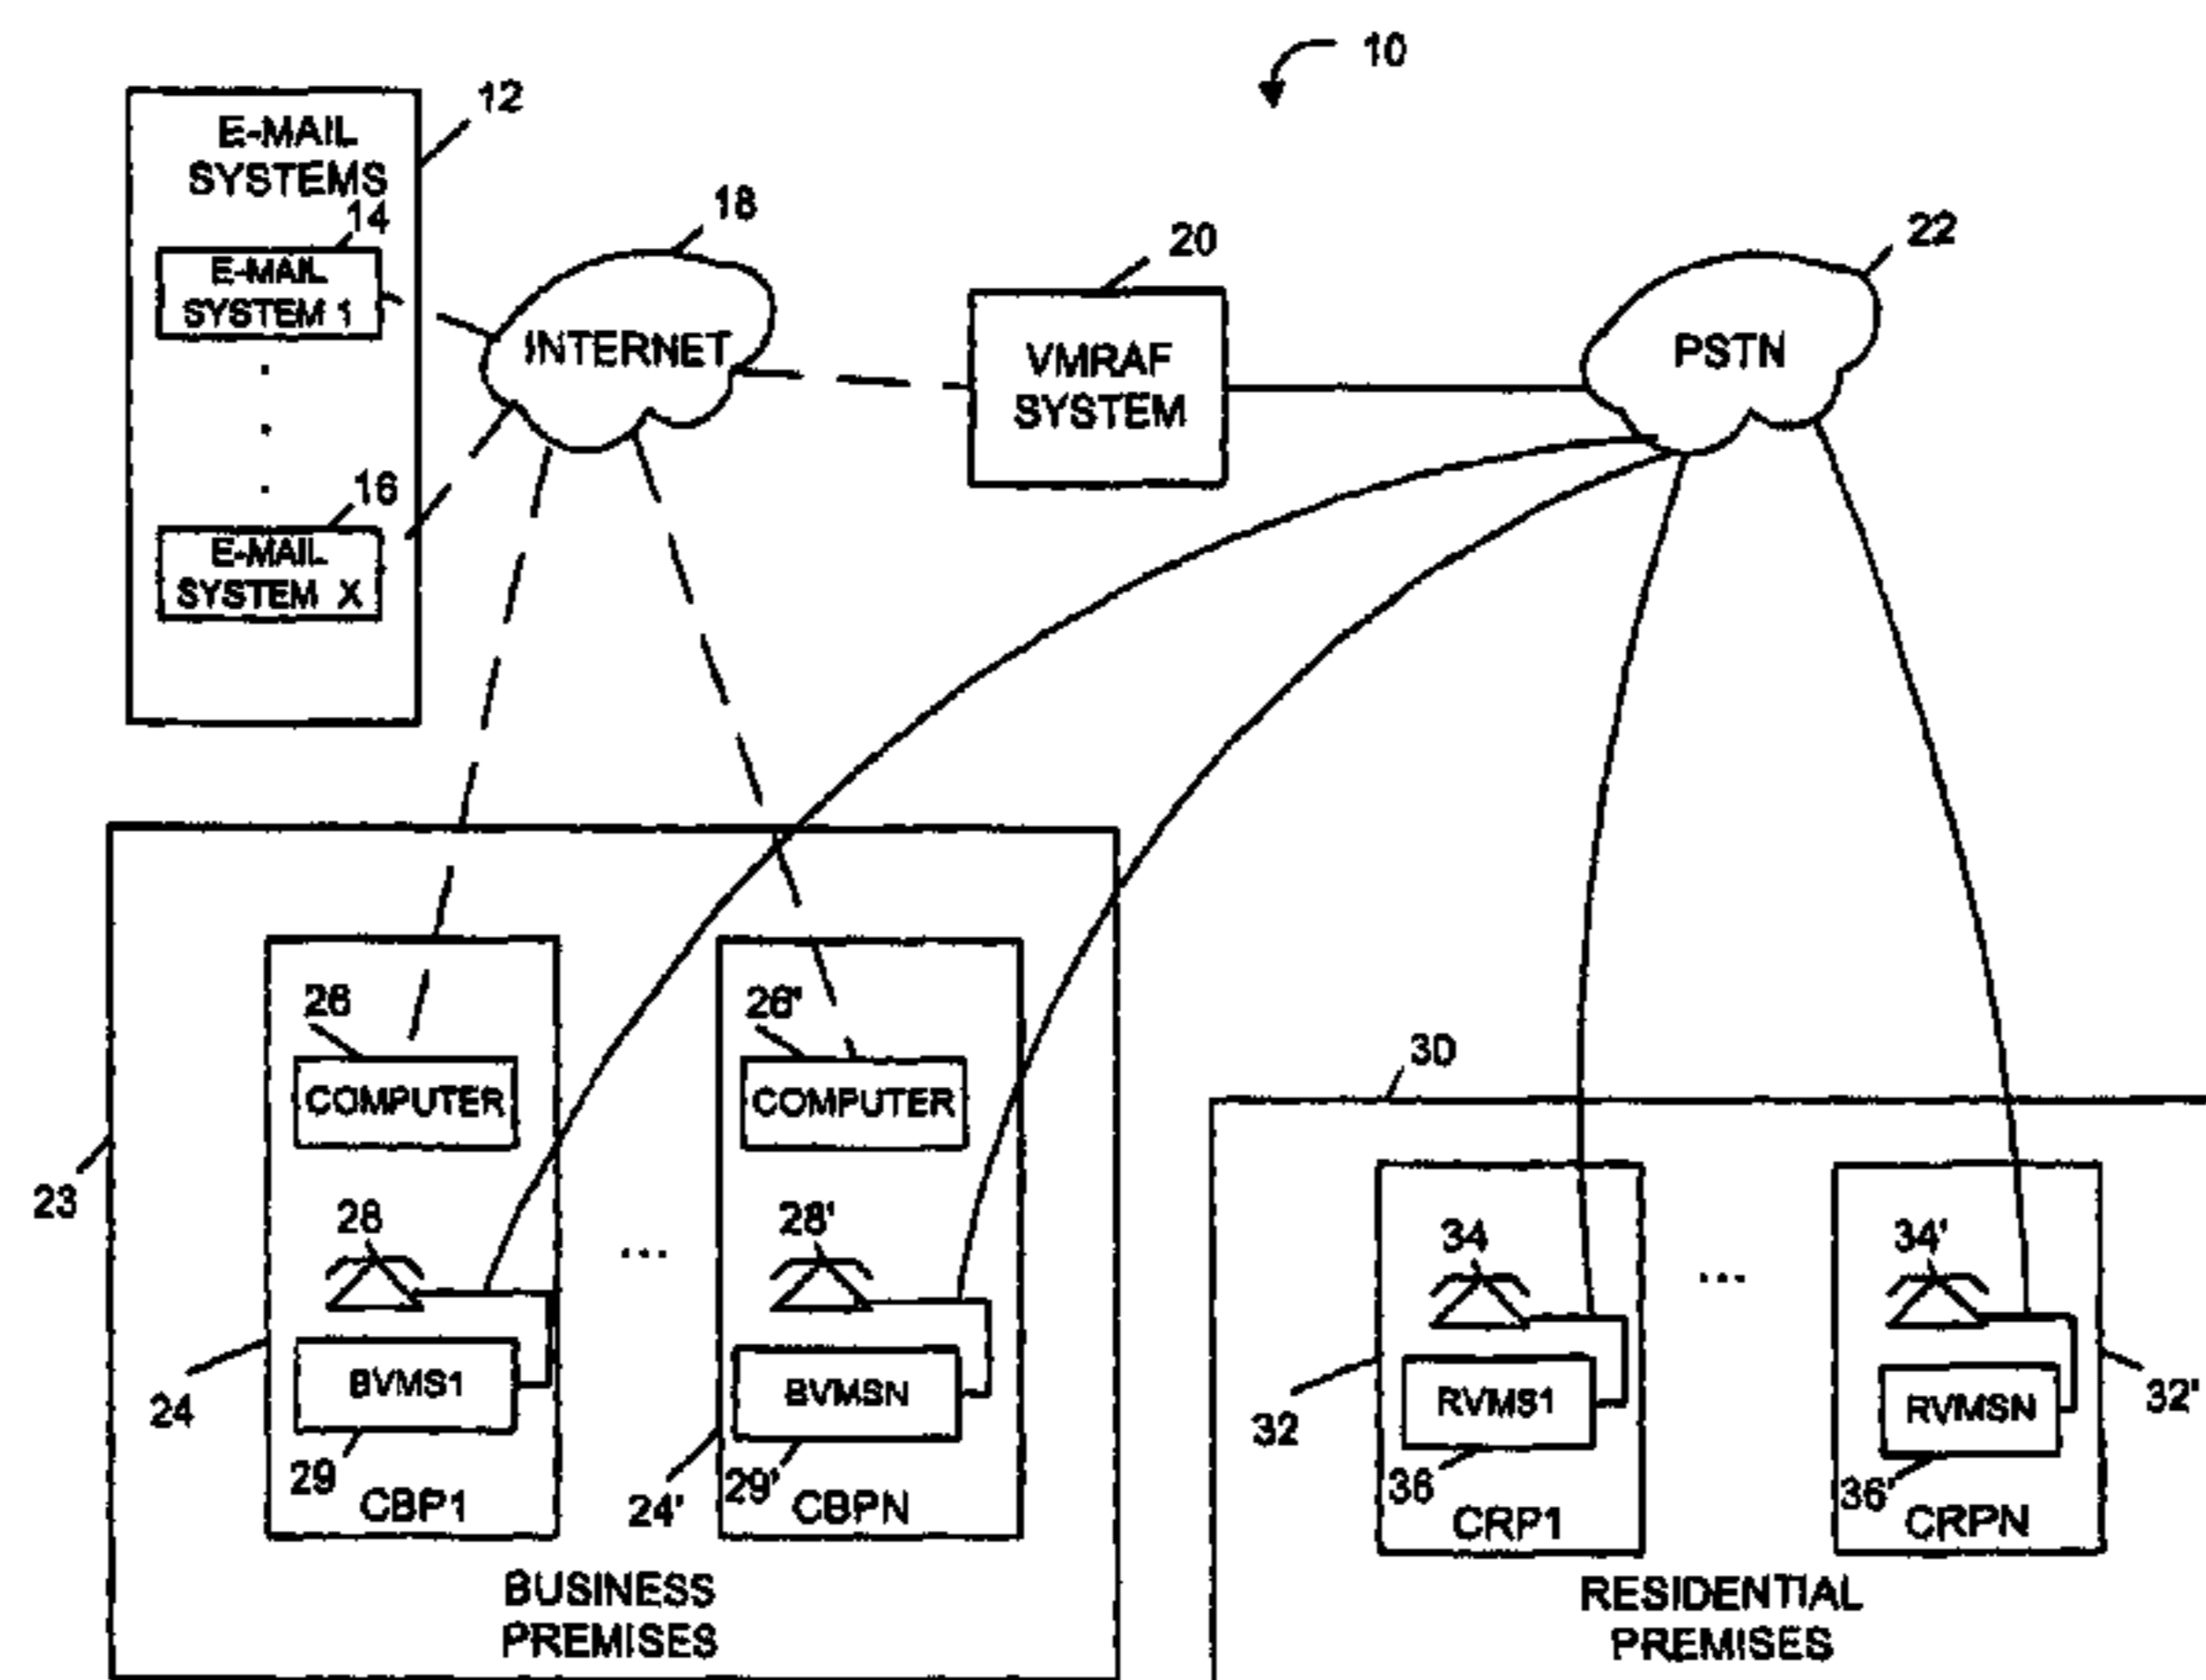 10
12
E-MAIL
SYSTEMS
14
E-MAIL
SYSTEM 1
16
E-MAIL
SYSTEM X
18
INTERNET
20
VMRAF
SYSTEM
22
PSTN
23
24
26
COMPUTER
28
BVMS1
29
CBP1
...
24'
26'
COMPUTER
28'
BVMSN
29'
CBPN
BUSINESS
PREMISES
30
32
34
RVMS1
36
CRP1
...
34'
32'
RVMSN
36'
CRPN
RESIDENTIAL
PREMISES